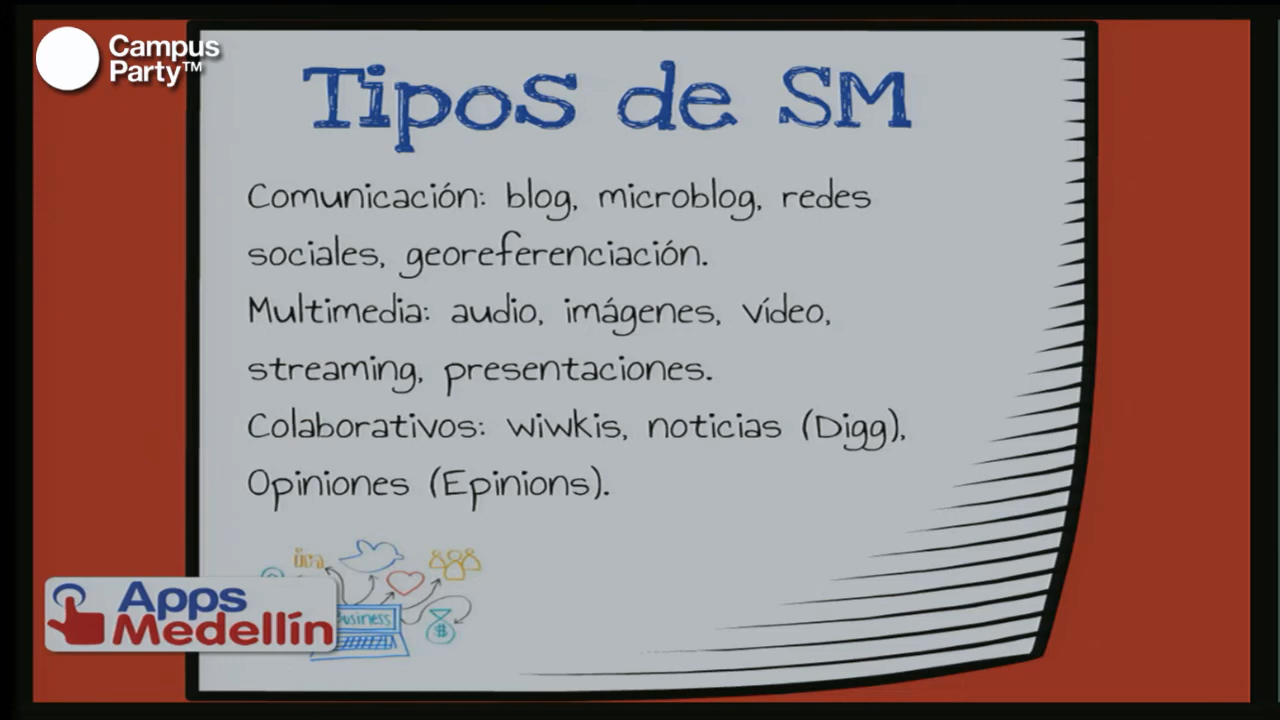 Campus
Party™
Tipos de SM
Comunicación: blog, microblog, redes
sociales, georeferenciación.
Multimedia: audio, imágenes, vídeo,
streaming, presentaciones.
Colaborativos: wiwkis, noticias (Digg),
Opiniones (Epinions).
Business
Apps
Medellín